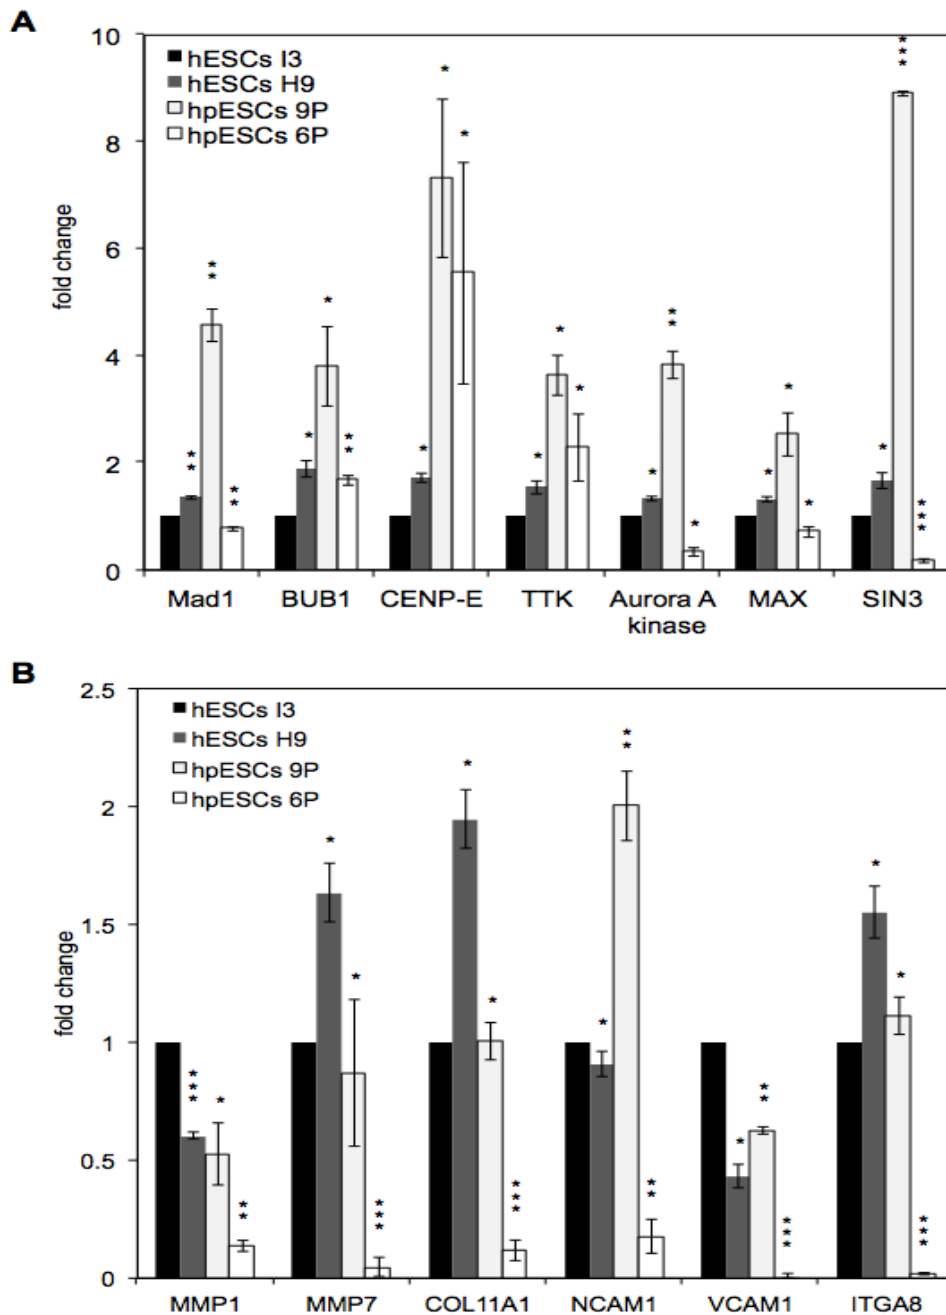 A
10
8
6
4
2
0
fold change
hESCs I3
hESCs H9
hpESCs 9P
hpESCs 6P
** ** **
* * **
* * *
* * *
* ** *
* * *
* *** ***
Mad1 BUB1 CENP-E TTK Aurora A MAX SIN3
kinase
B
2.5
2
1.5
1
0.5
0
fold change
hESCs I3
hESCs H9
hpESCs 9P
hpESCs 6P
*** * **
* * ***
* * ***
* ** **
* ** ***
* * ***
MMP1 MMP7 COL11A1 NCAM1 VCAM1 ITGA8